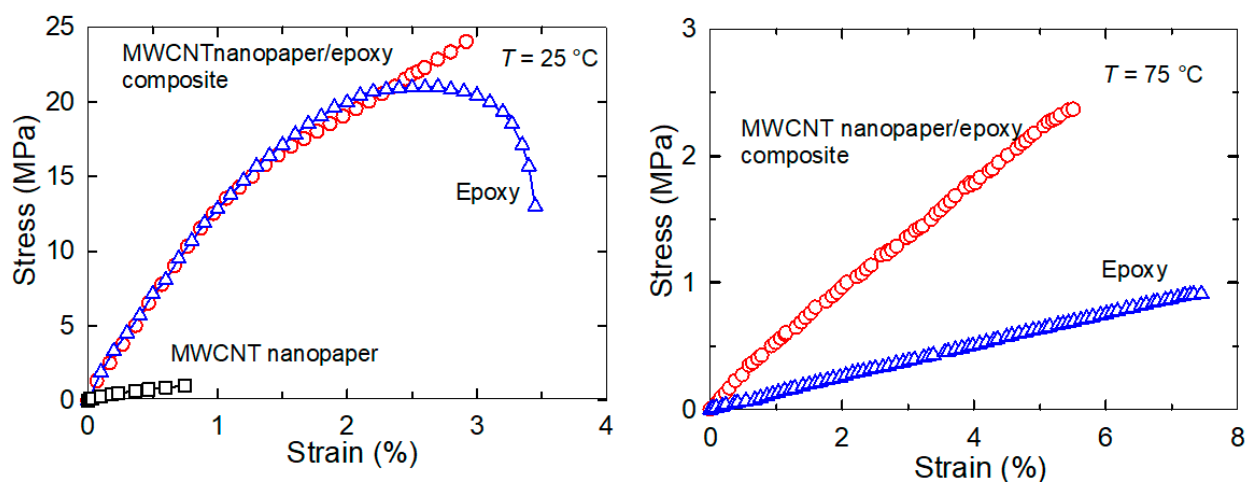 25
20
15
10
5
0
Stress (MPa)
MWCNTnanopaper/epoxy
composite
T = 25 °C
Epoxy
MWCNT nanopaper
0 1 2 3 4
Strain (%)
3
2
1
0
Stress (MPa)
T = 75 °C
MWCNT nanopaper/epoxy
composite
Epoxy
0 2 4 6 8
Strain (%)